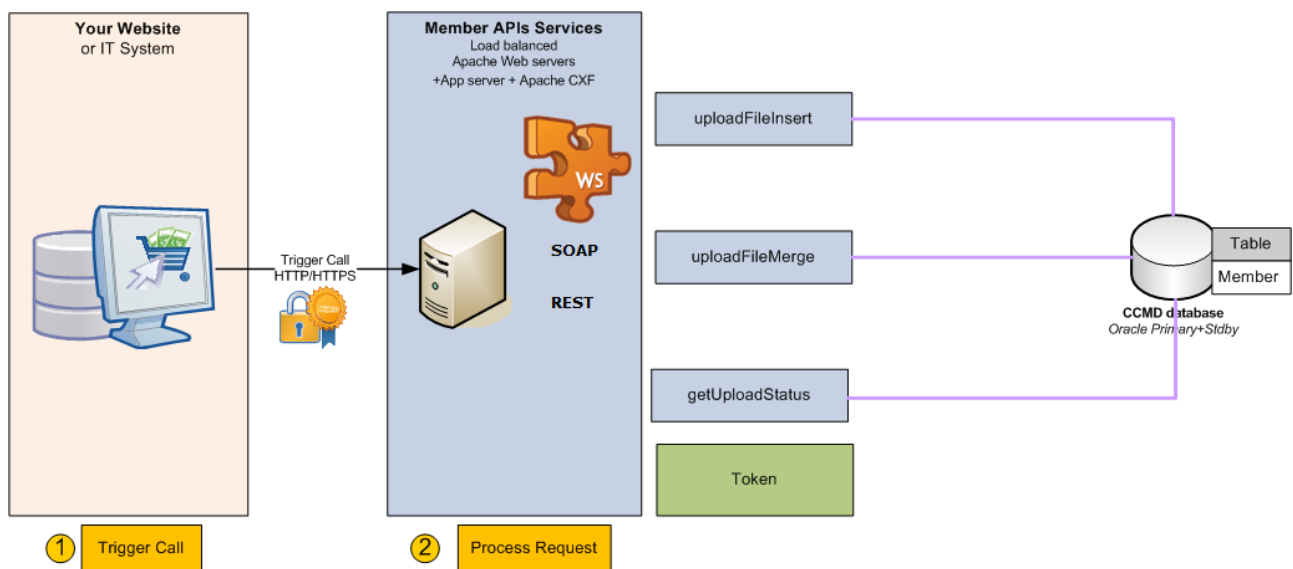 Your Website
or IT System
Member APIs Services
Load balanced
Apache Web servers
+App server + Apache CXF
uploadFileInsert
WS
SOAP
Trigger Call
HTTP/HTTPS
REST
uploadFileMerge
Table
Member
CCMD database
Oracle Primary+Stdby
getUploadStatus
Token
1
Trigger Call
2
Process Request